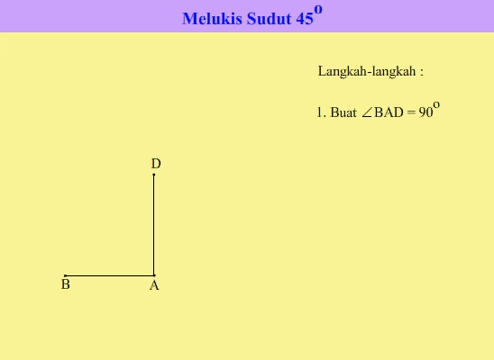 Melukis Sudut 45°
Langkah-langkah :
1. Buat ∠BAD = 90°
D
B
A